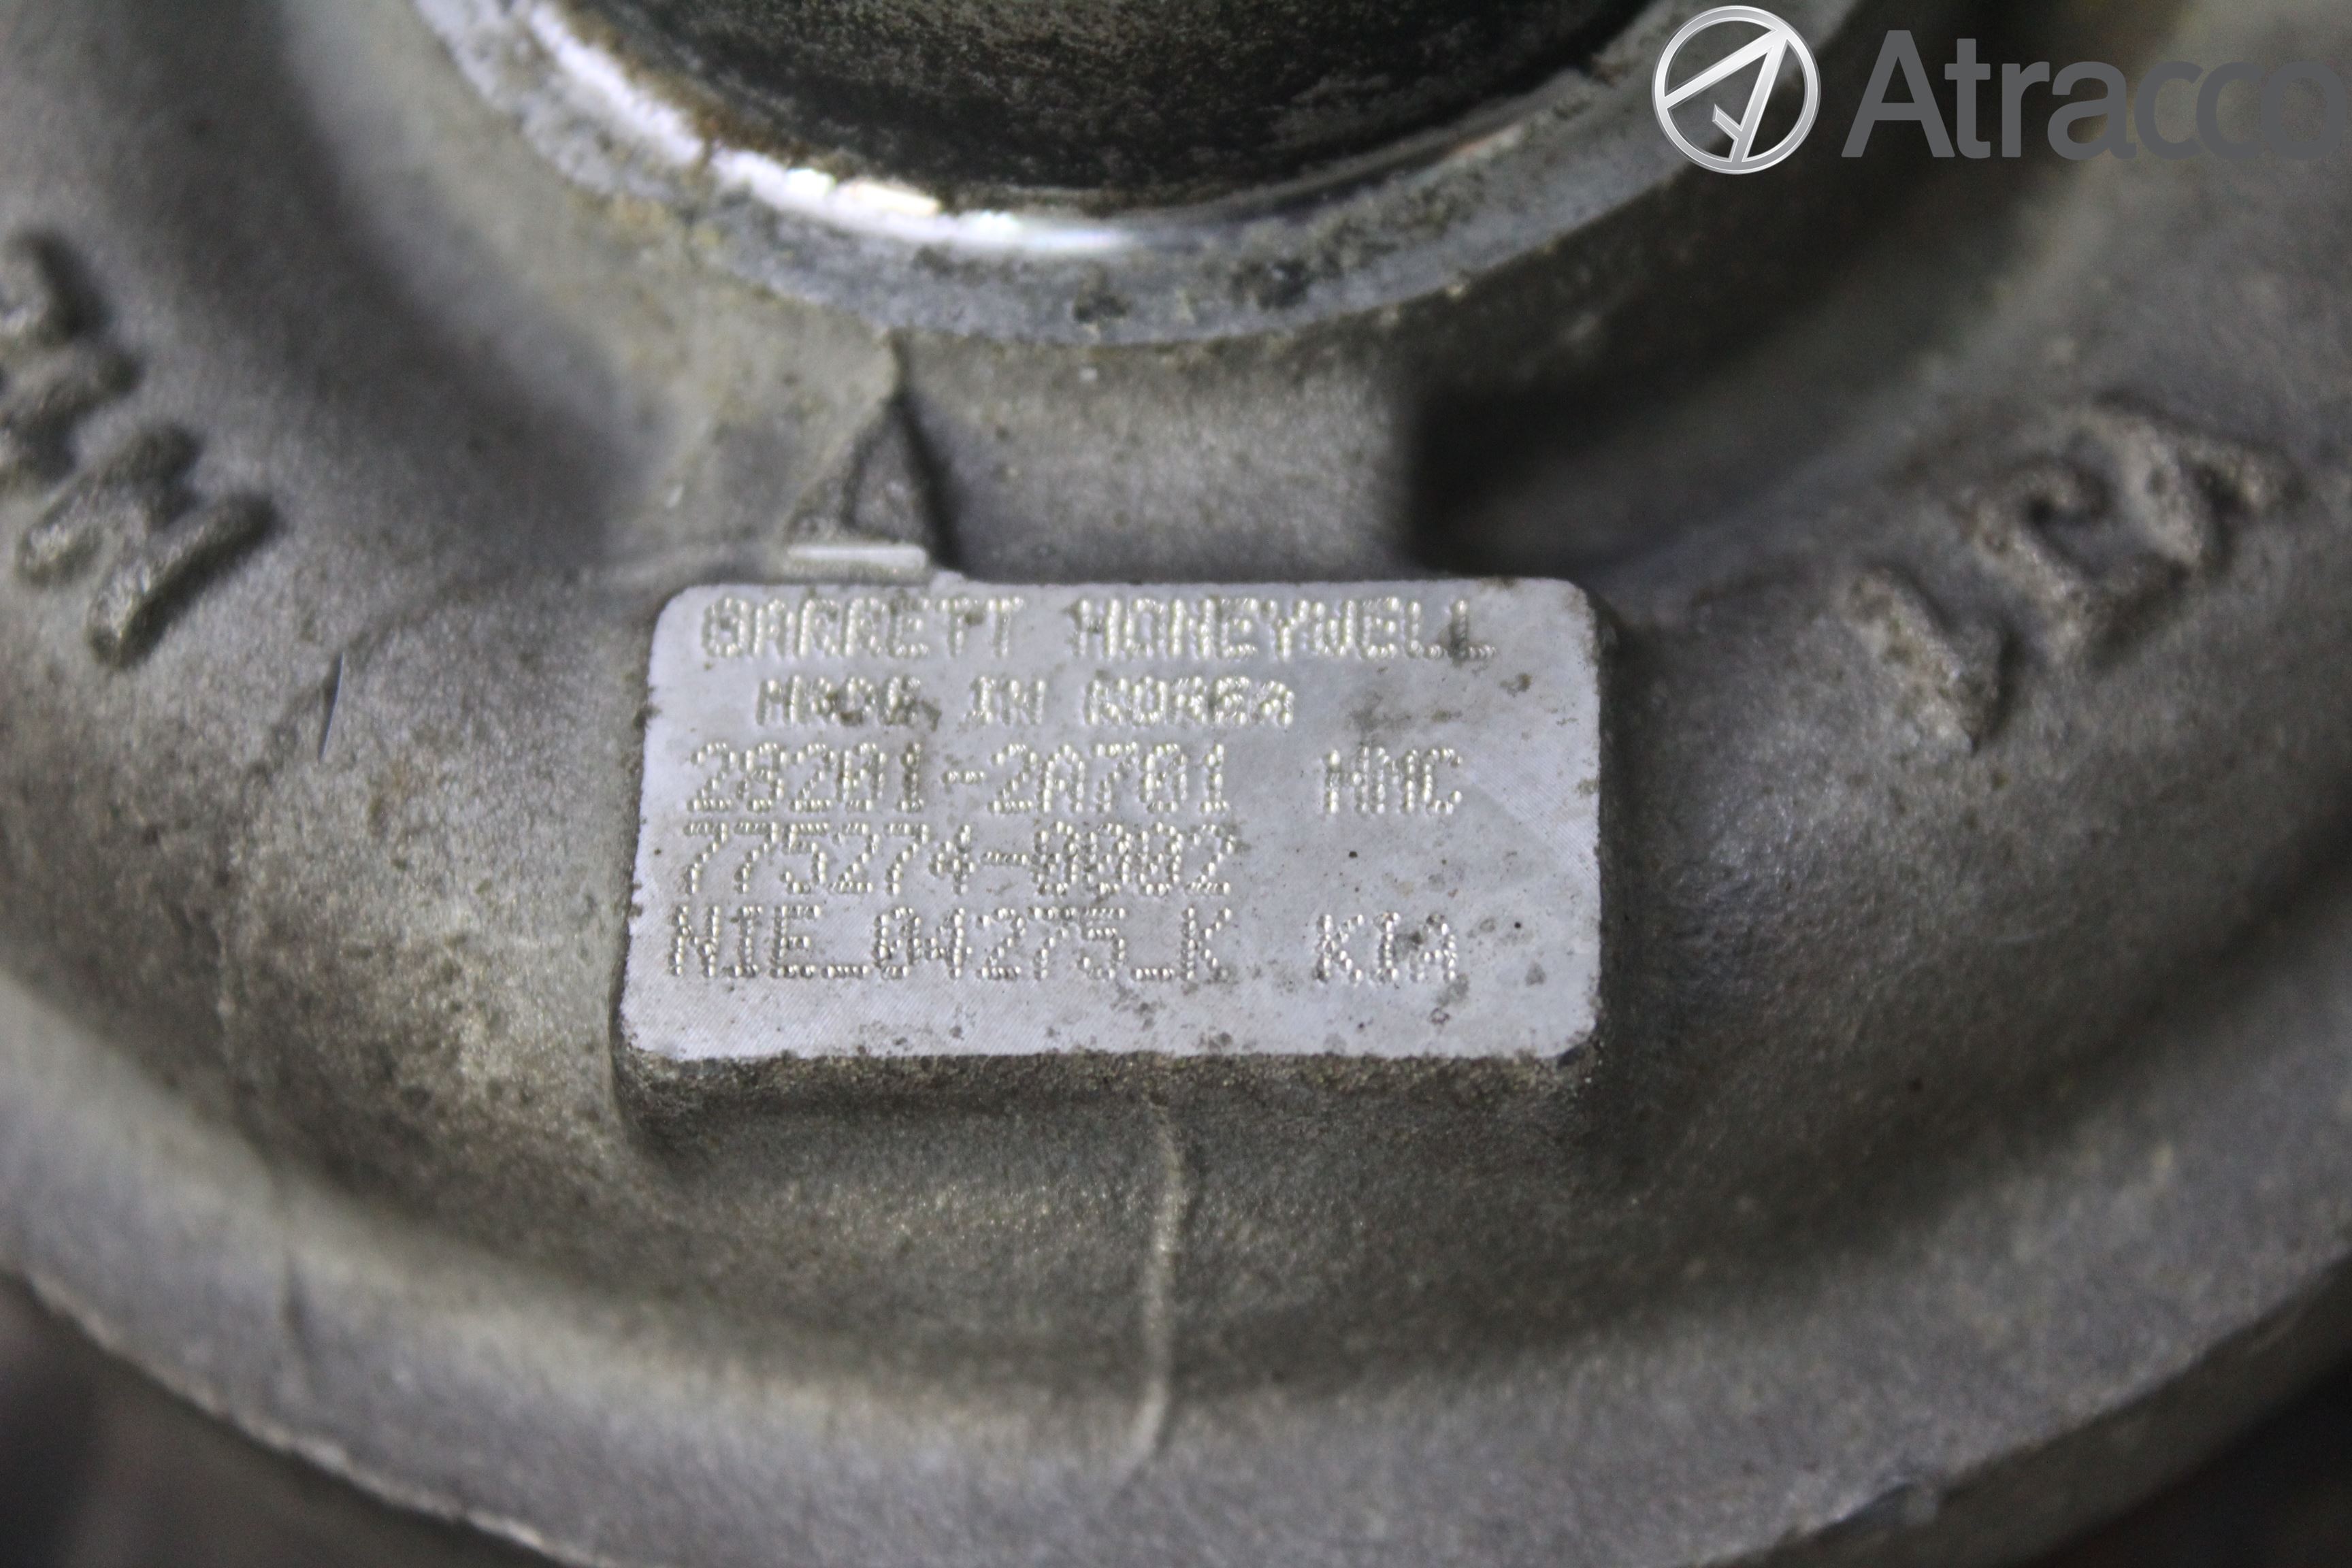 Atracco
GARRETT HONEYWELL
MADE IN KOREA
28201-2A701 HMC
775274-0002
NIE_04275_K KIA